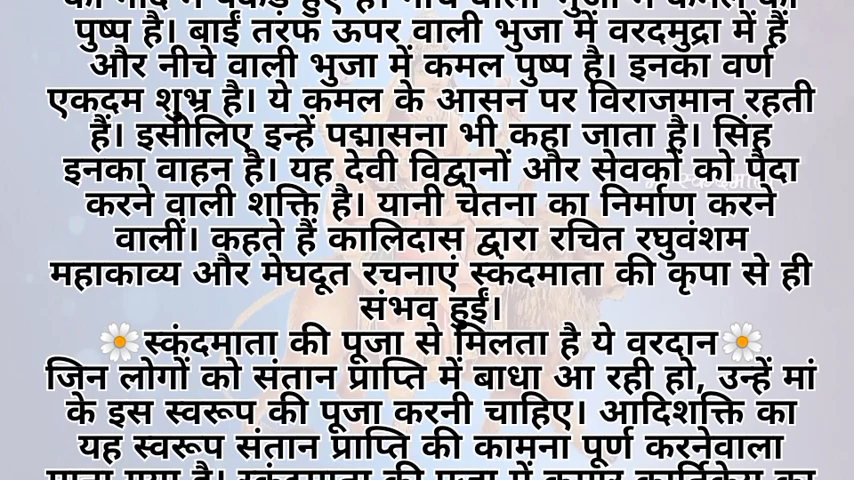 पुष्प है। बाईं तरफ ऊपर वाली भुजा में वरदमुद्रा में हैं
और नीचे वाली भुजा में कमल पुष्प है। इनका वर्ण
एकदम शुभ्र है। ये कमल के आसन पर विराजमान रहती
हैं। इसीलिए इन्हें पद्मासना भी कहा जाता है। सिंह
इनका वाहन है। यह देवी विद्वानों और सेवकों को पैदा
करने वाली शक्ति है। यानी चेतना का निर्माण करने
वालीं। कहते हैं कालिदास द्वारा रचित रघुवंशम
महाकाव्य और मेघदूत रचनाएं स्कंदमाता की कृपा से ही
संभव हुईं।
🌼स्कंदमाता की पूजा से मिलता है ये वरदान🌼
जिन लोगों को संतान प्राप्ति में बाधा आ रही हो, उन्हें मां
के इस स्वरूप की पूजा करनी चाहिए। आदिशक्ति का
यह स्वरूप संतान प्राप्ति की कामना पूर्ण करनेवाला
माना गया है। स्कंदमाता की पूजा में कुमार कार्तिकेय का